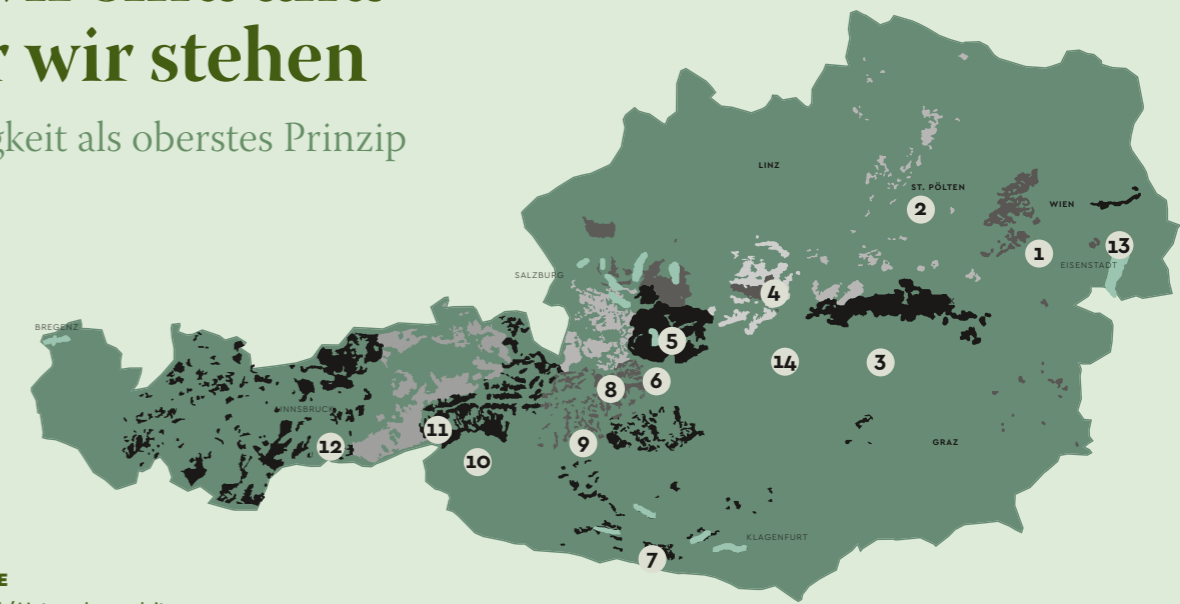 wir stehen
als oberstes Prinzip
LINZ
ST. PÖLTEN
2
WIEN
1
13
EISENSTADT
SALZBURG
4
BREGENZ
5
14
3
6
8
INNSBRUCK
11
12
9
GRAZ
10
KLAGENFURT
7